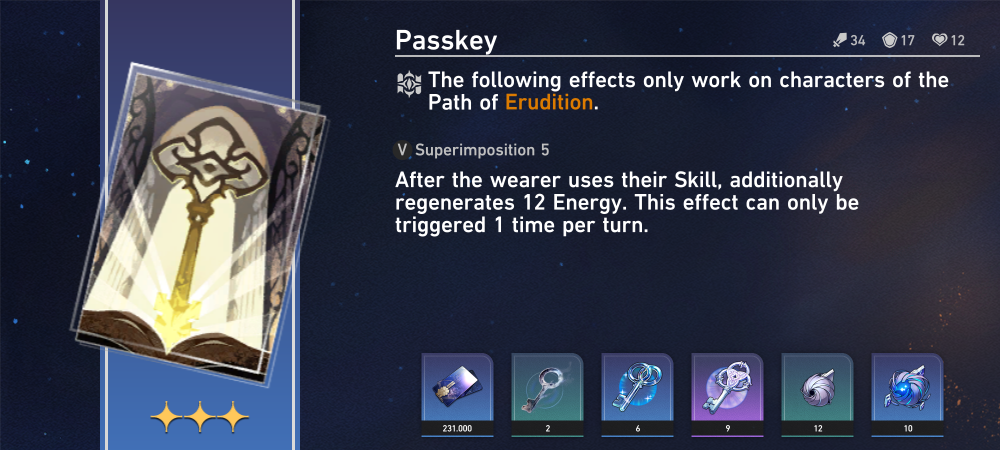 Passkey
34 17 12
The following effects only work on characters of the
Path of Erudition.
V Superimposition 5
After the wearer uses their Skill, additionally
regenerates 12 Energy. This effect can only be
triggered 1 time per turn.
231.000 2 6 9 12 10